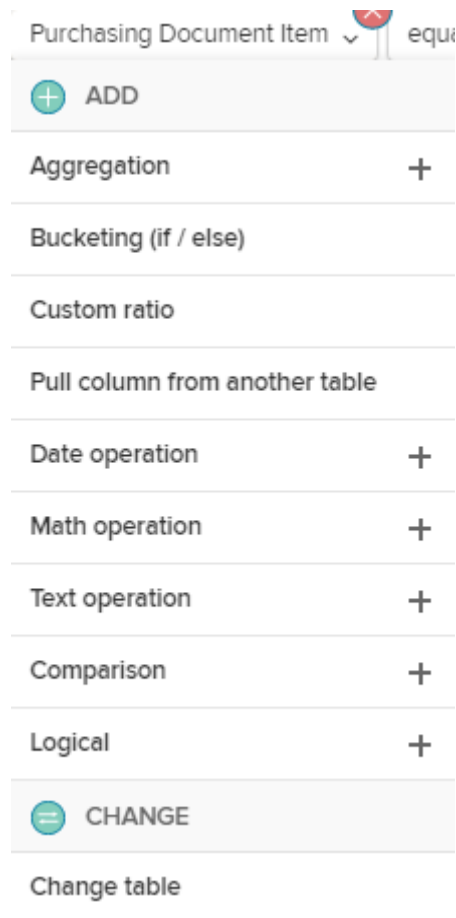 Purchasing Document Item equa
ADD
Aggregation
Bucketing (if / else)
Custom ratio
Pull column from another table
Date operation
Math operation
Text operation
Comparison
Logical
CHANGE
Change table